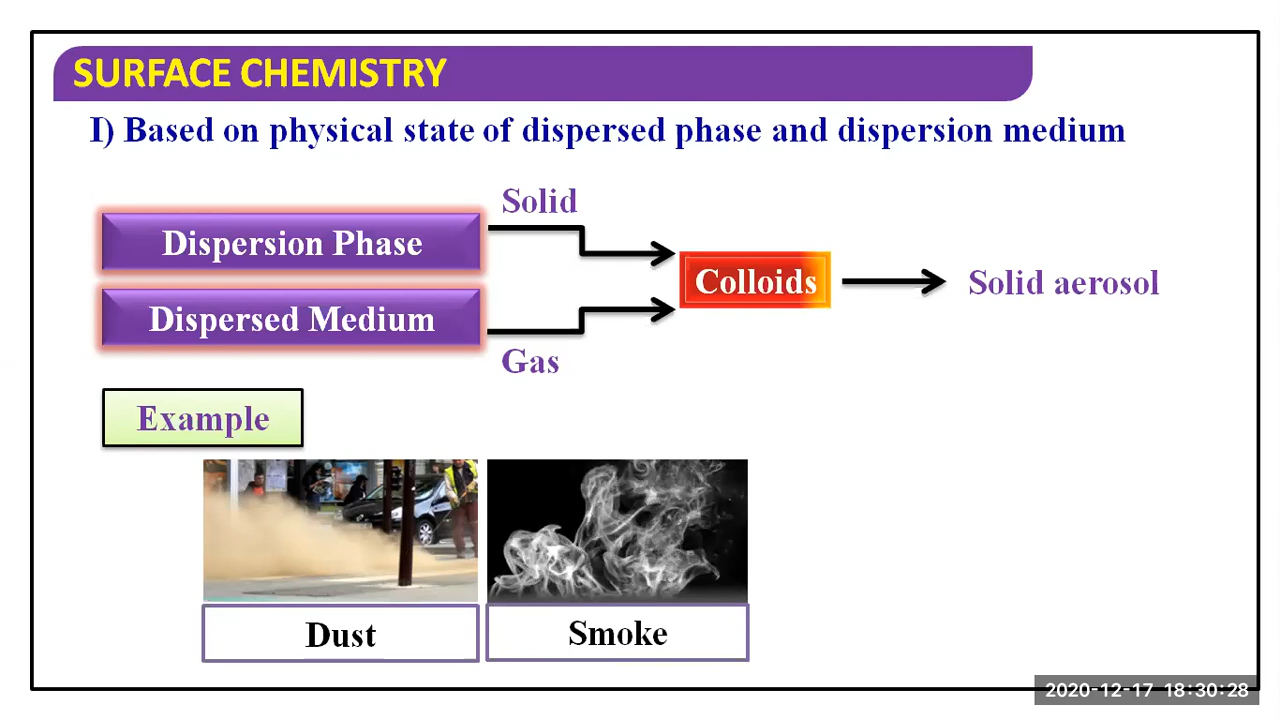 SURFACE CHEMISTRY
I) Based on physical state of dispersed phase and dispersion medium
Solid
Dispersion Phase
Colloids
Solid aerosol
Dispersed Medium
Gas
Example
Dust
Smoke
2020-12-17 18:30:28